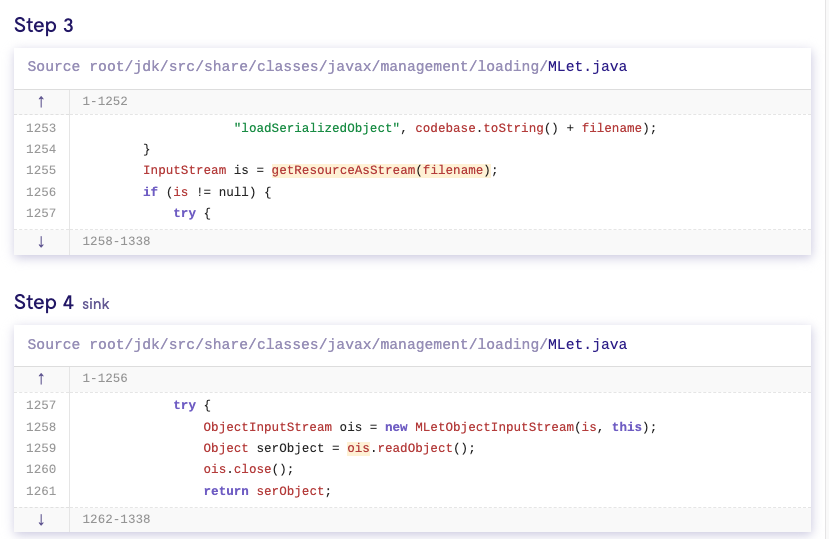 Step 3
Source root/jdk/src/share/classes/javax/management/loading/MLet.java
↑ 1-1252
1253 "loadSerializedObject", codebase.toString() + filename);
1254 }
1255 InputStream is = getResourceAsStream(filename);
1256 if (is != null) {
1257 try {
↓ 1258-1338
Step 4 sink
Source root/jdk/src/share/classes/javax/management/loading/MLet.java
↑ 1-1256
1257 try {
1258 ObjectInputStream ois = new MLetObjectInputStream(is, this);
1259 Object serObject = ois.readObject();
1260 ois.close();
1261 return serObject;
↓ 1262-1338